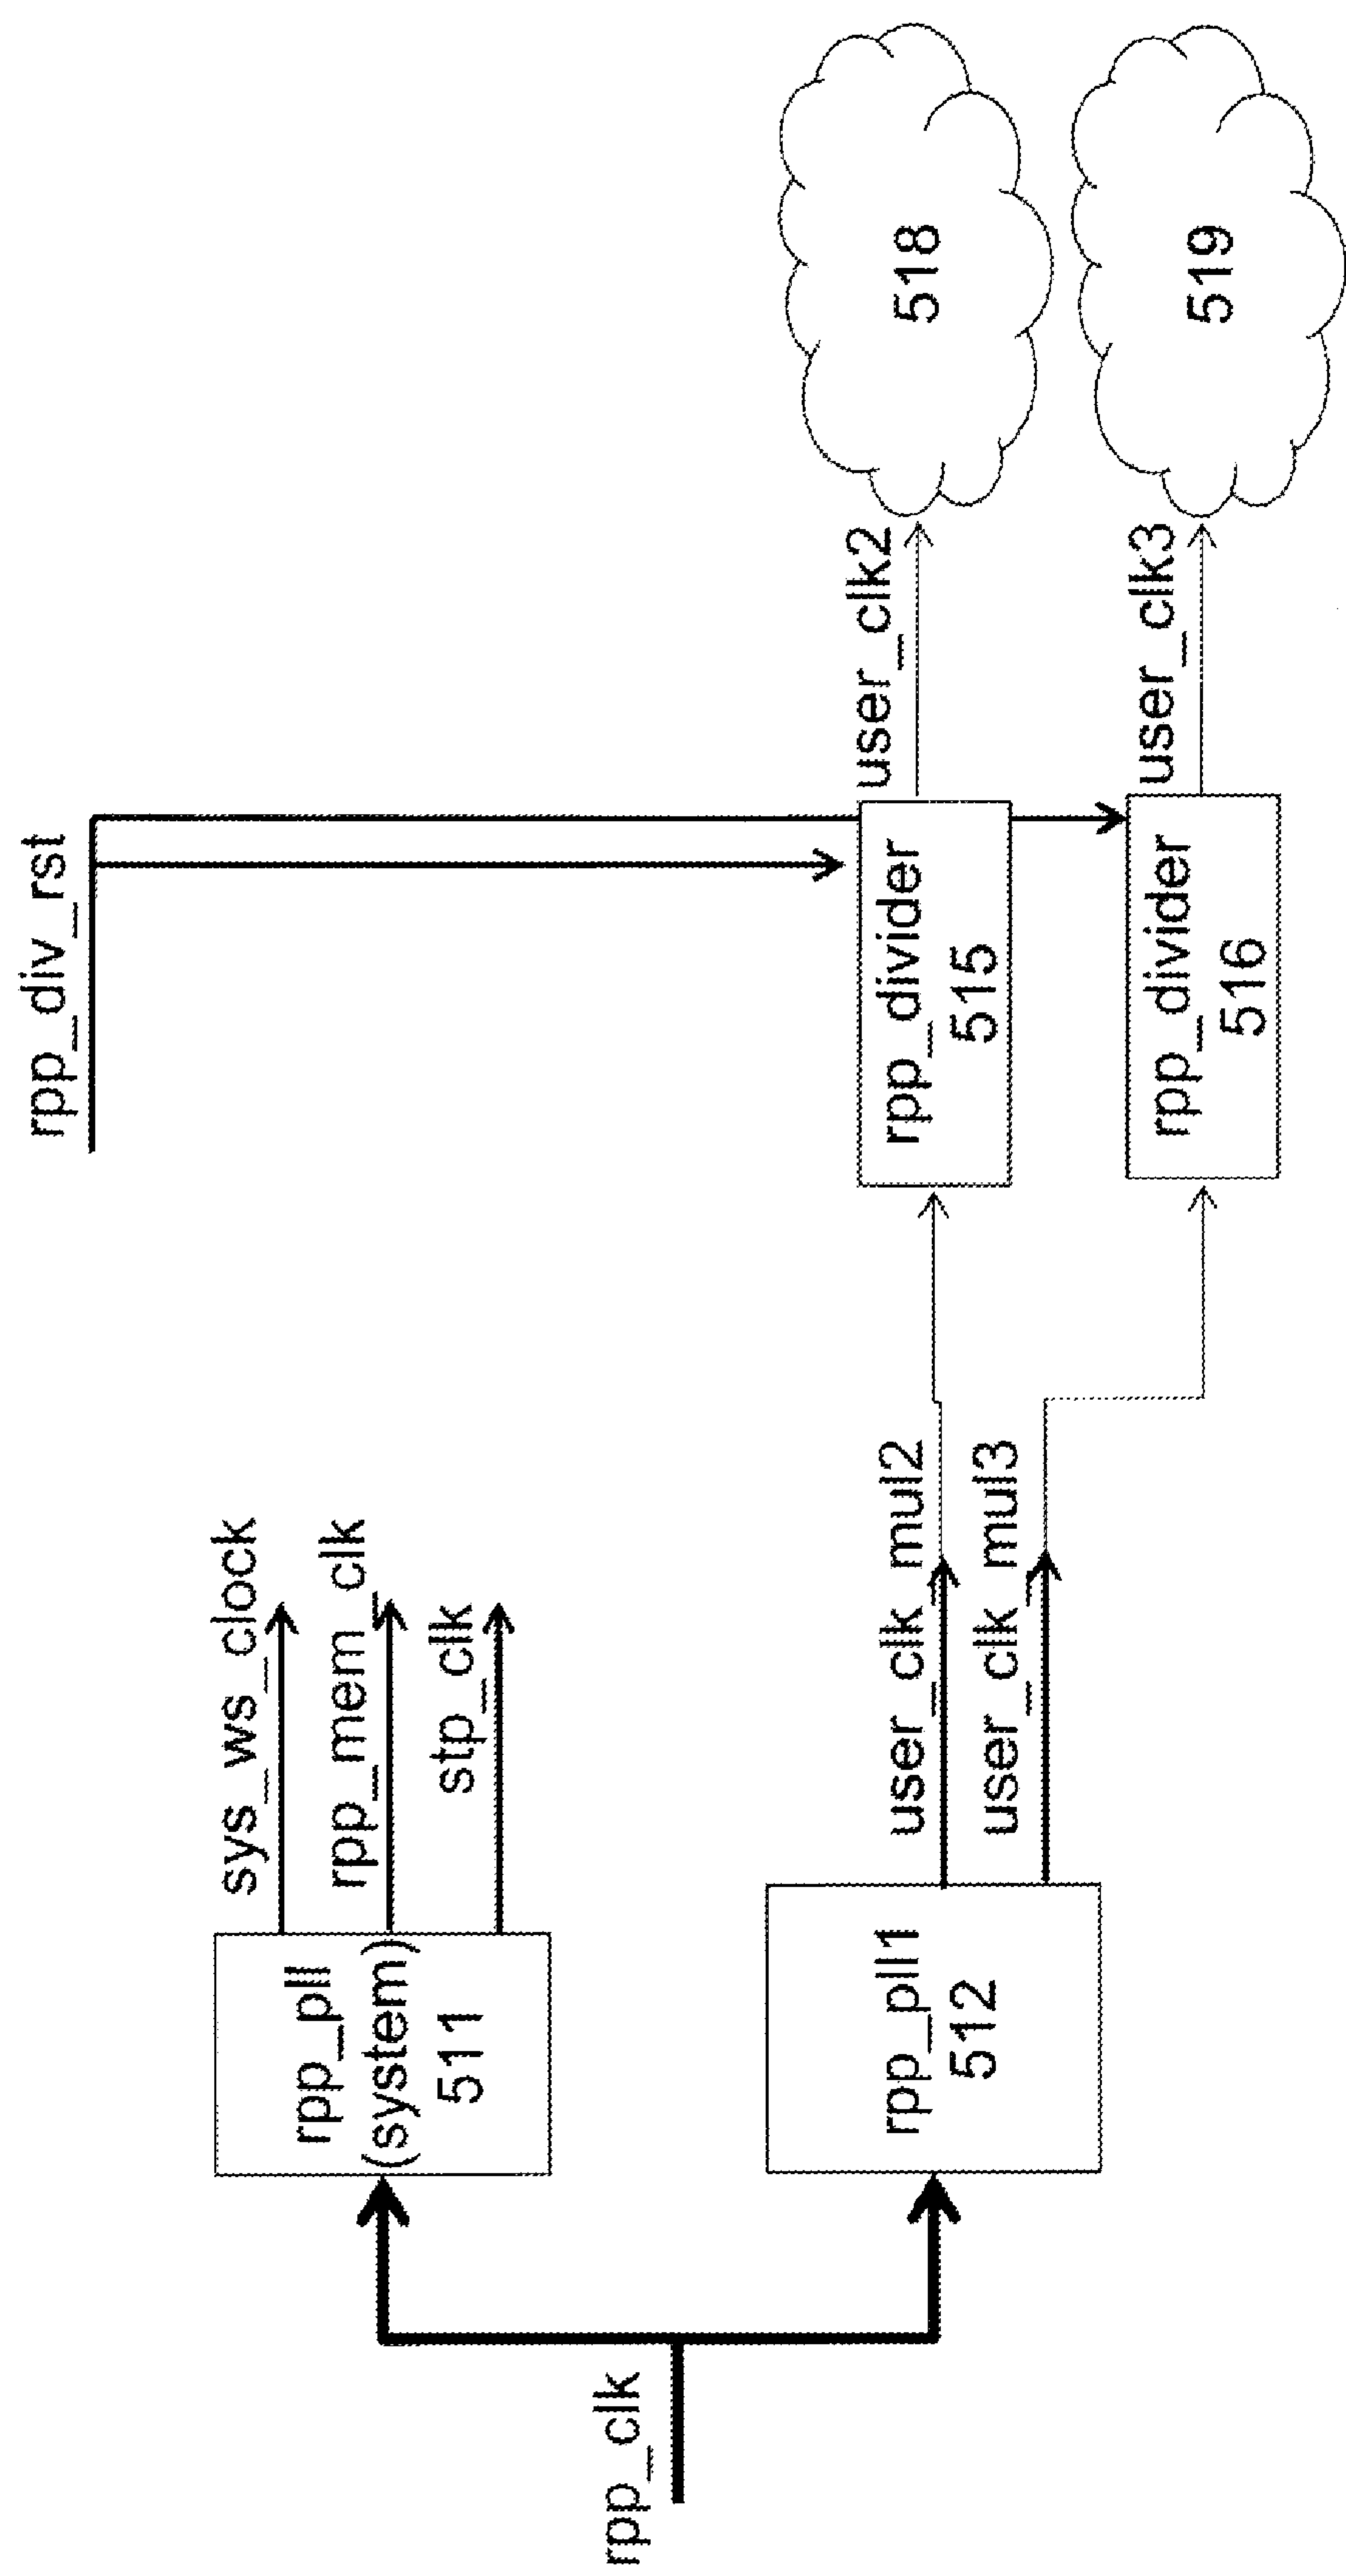 rpp_clk
rpp_pll
(system)
511
sys_ws_clock
rpp_mem_clk
stp_clk
rpp_pll1
512
user_clk_mul2
user_clk_mul3
rpp_div_rst
rpp_divider
515
rpp_divider
516
user_clk2
user_clk3
518
519